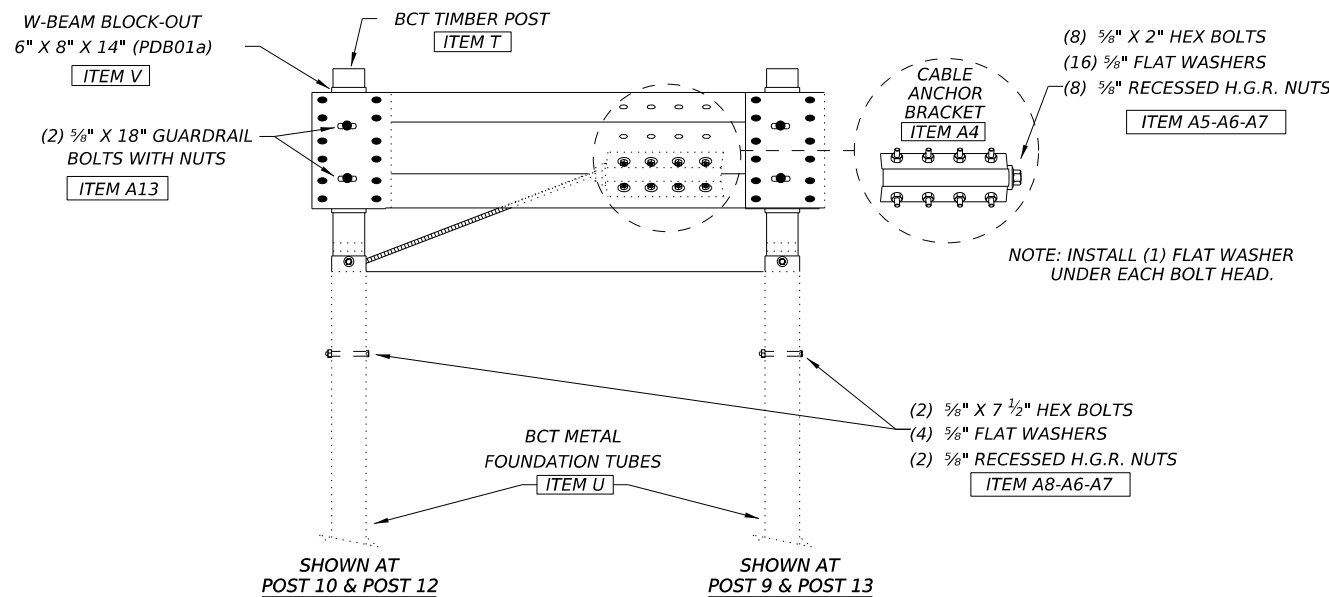 W-BEAM BLOCK-OUT
6" X 8" X 14" (PDB01a)
ITEM V
BCT TIMBER POST
ITEM T
(2) ⅝" X 18" GUARDRAIL
BOLTS WITH NUTS
ITEM A13
CABLE
ANCHOR
BRACKET
ITEM A4
(8) ⅝" X 2" HEX BOLTS
(16) ⅝" FLAT WASHERS
(8) ⅝" RECESSED H.G.R. NUTS
ITEM A5-A6-A7
NOTE: INSTALL (1) FLAT WASHER
UNDER EACH BOLT HEAD.
(2) ⅝" X 7 ½" HEX BOLTS
(4) ⅝" FLAT WASHERS
(2) ⅝" RECESSED H.G.R. NUTS
ITEM A8-A6-A7
BCT METAL
FOUNDATION TUBES
ITEM U
SHOWN AT
POST 10 & POST 12
SHOWN AT
POST 9 & POST 13